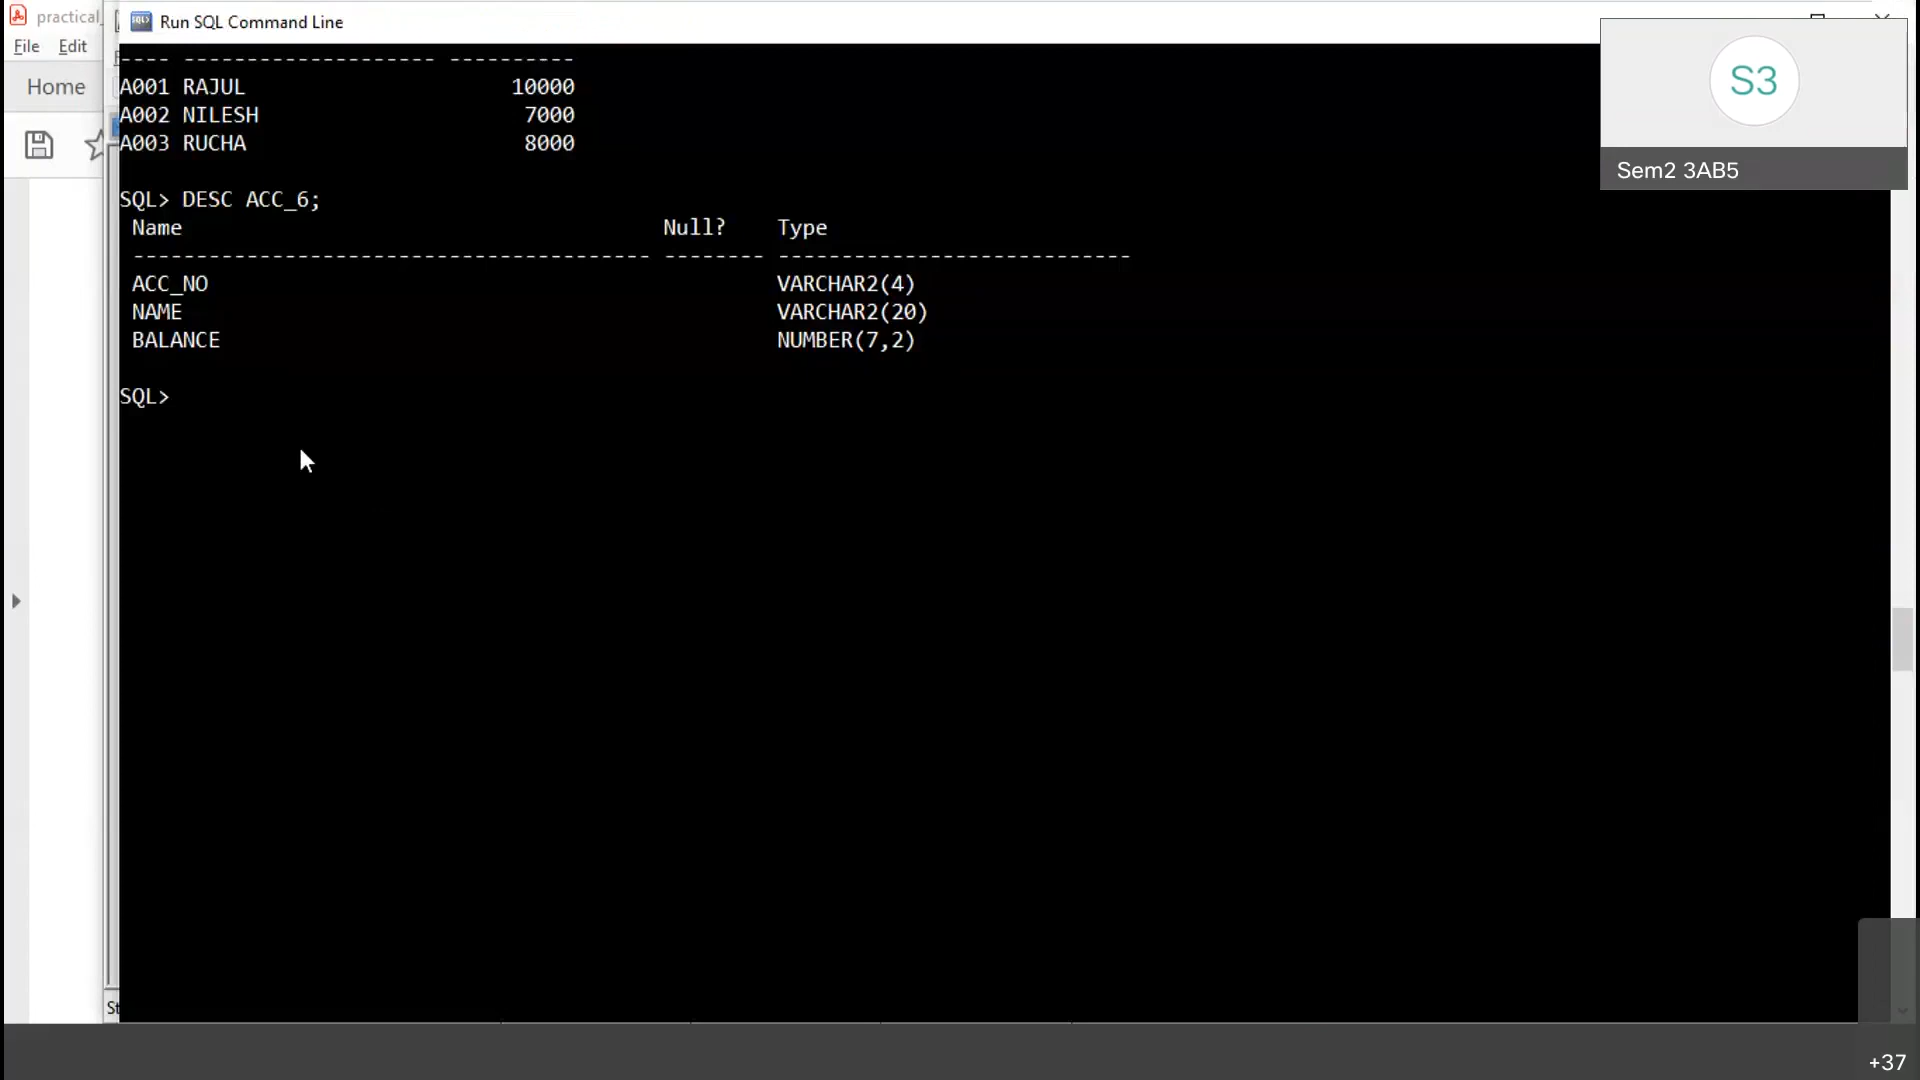 practical_
Run SQL Command Line
File Edit
Home
---- -------------------- ----------
A001 RAJUL 10000
A002 NILESH 7000
A003 RUCHA 8000
SQL> DESC ACC_6;
Name Null? Type
----------------------------------------- -------- ----------------------------
ACC_NO VARCHAR2(4)
NAME VARCHAR2(20)
BALANCE NUMBER(7,2)
SQL>
S3
Sem2 3AB5
St
+37